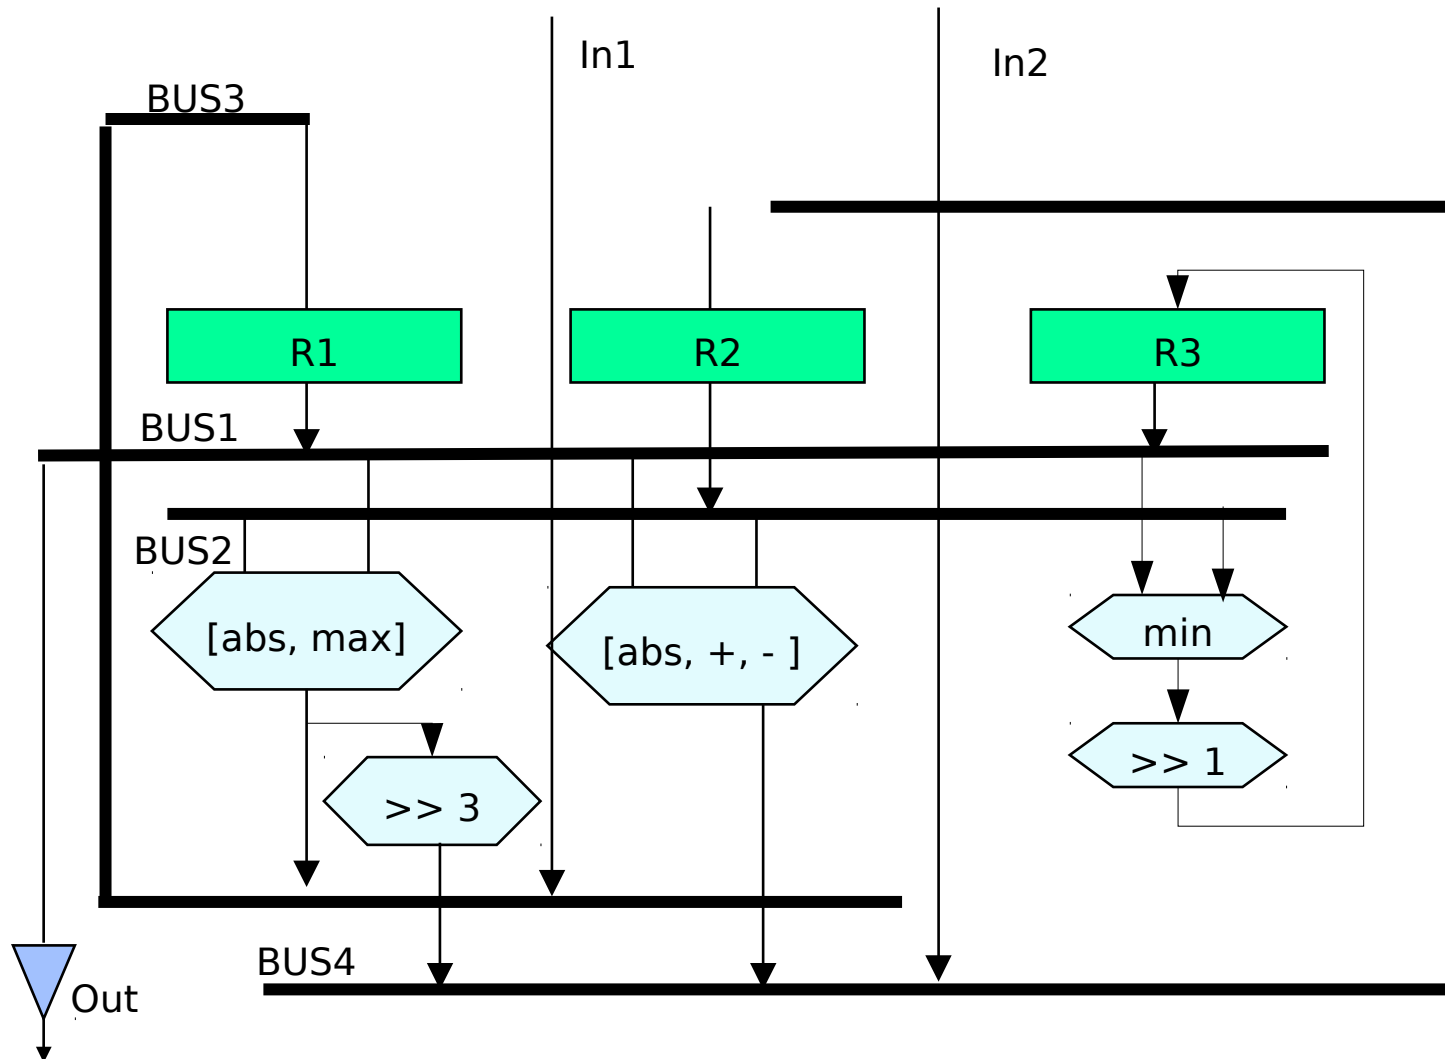 In1
In2
BUS3
R1
R2
R3
BUS1
BUS2
[abs, max]
[abs, +, - ]
min
>> 1
>> 3
BUS4
Out